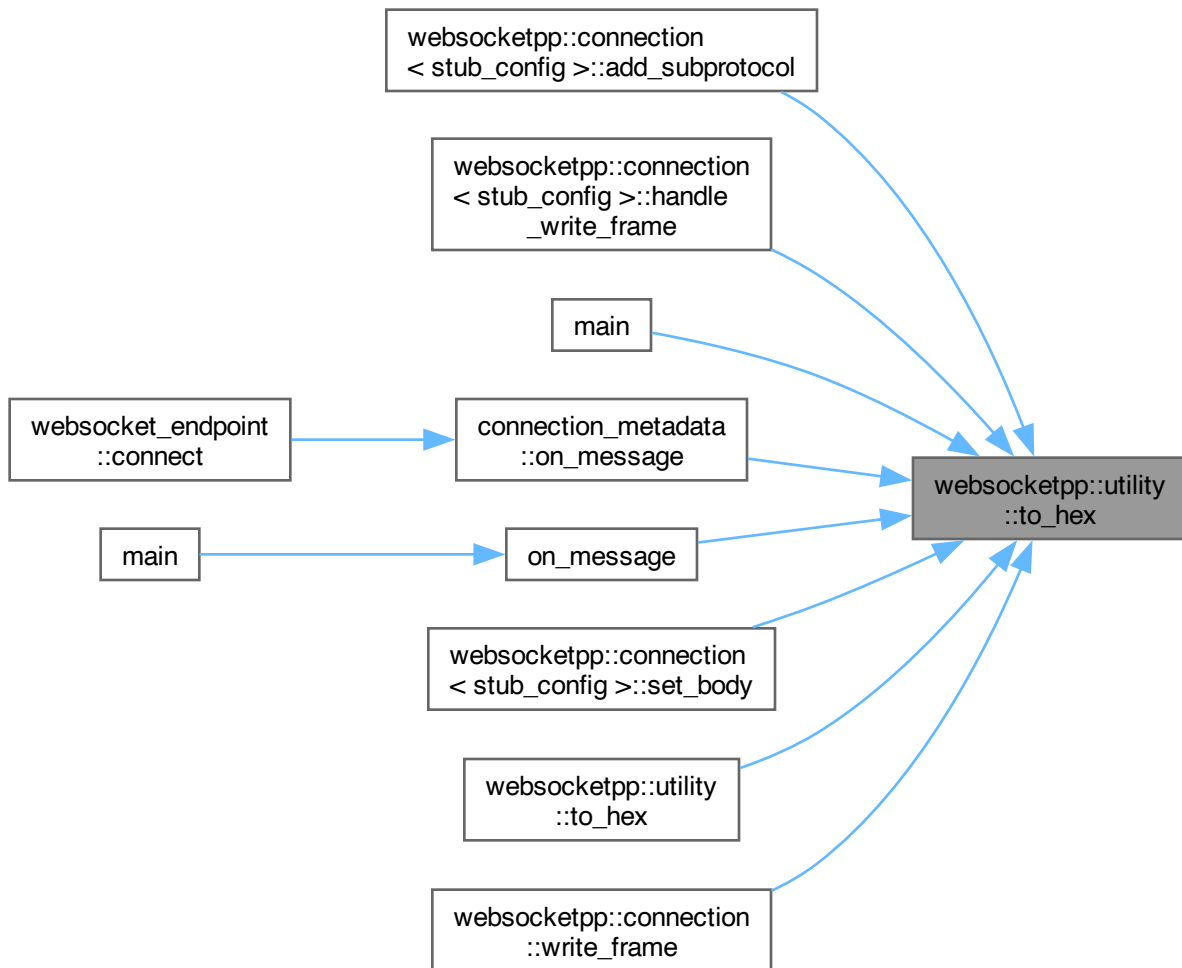 websocketpp::connection
< stub_config >::add_subprotocol
websocketpp::connection
< stub_config >::handle
_write_frame
main
websocket_endpoint
::connect
connection_metadata
::on_message
websocketpp::utility
::to_hex
main
on_message
websocketpp::connection
< stub_config >::set_body
websocketpp::utility
::to_hex
websocketpp::connection
::write_frame